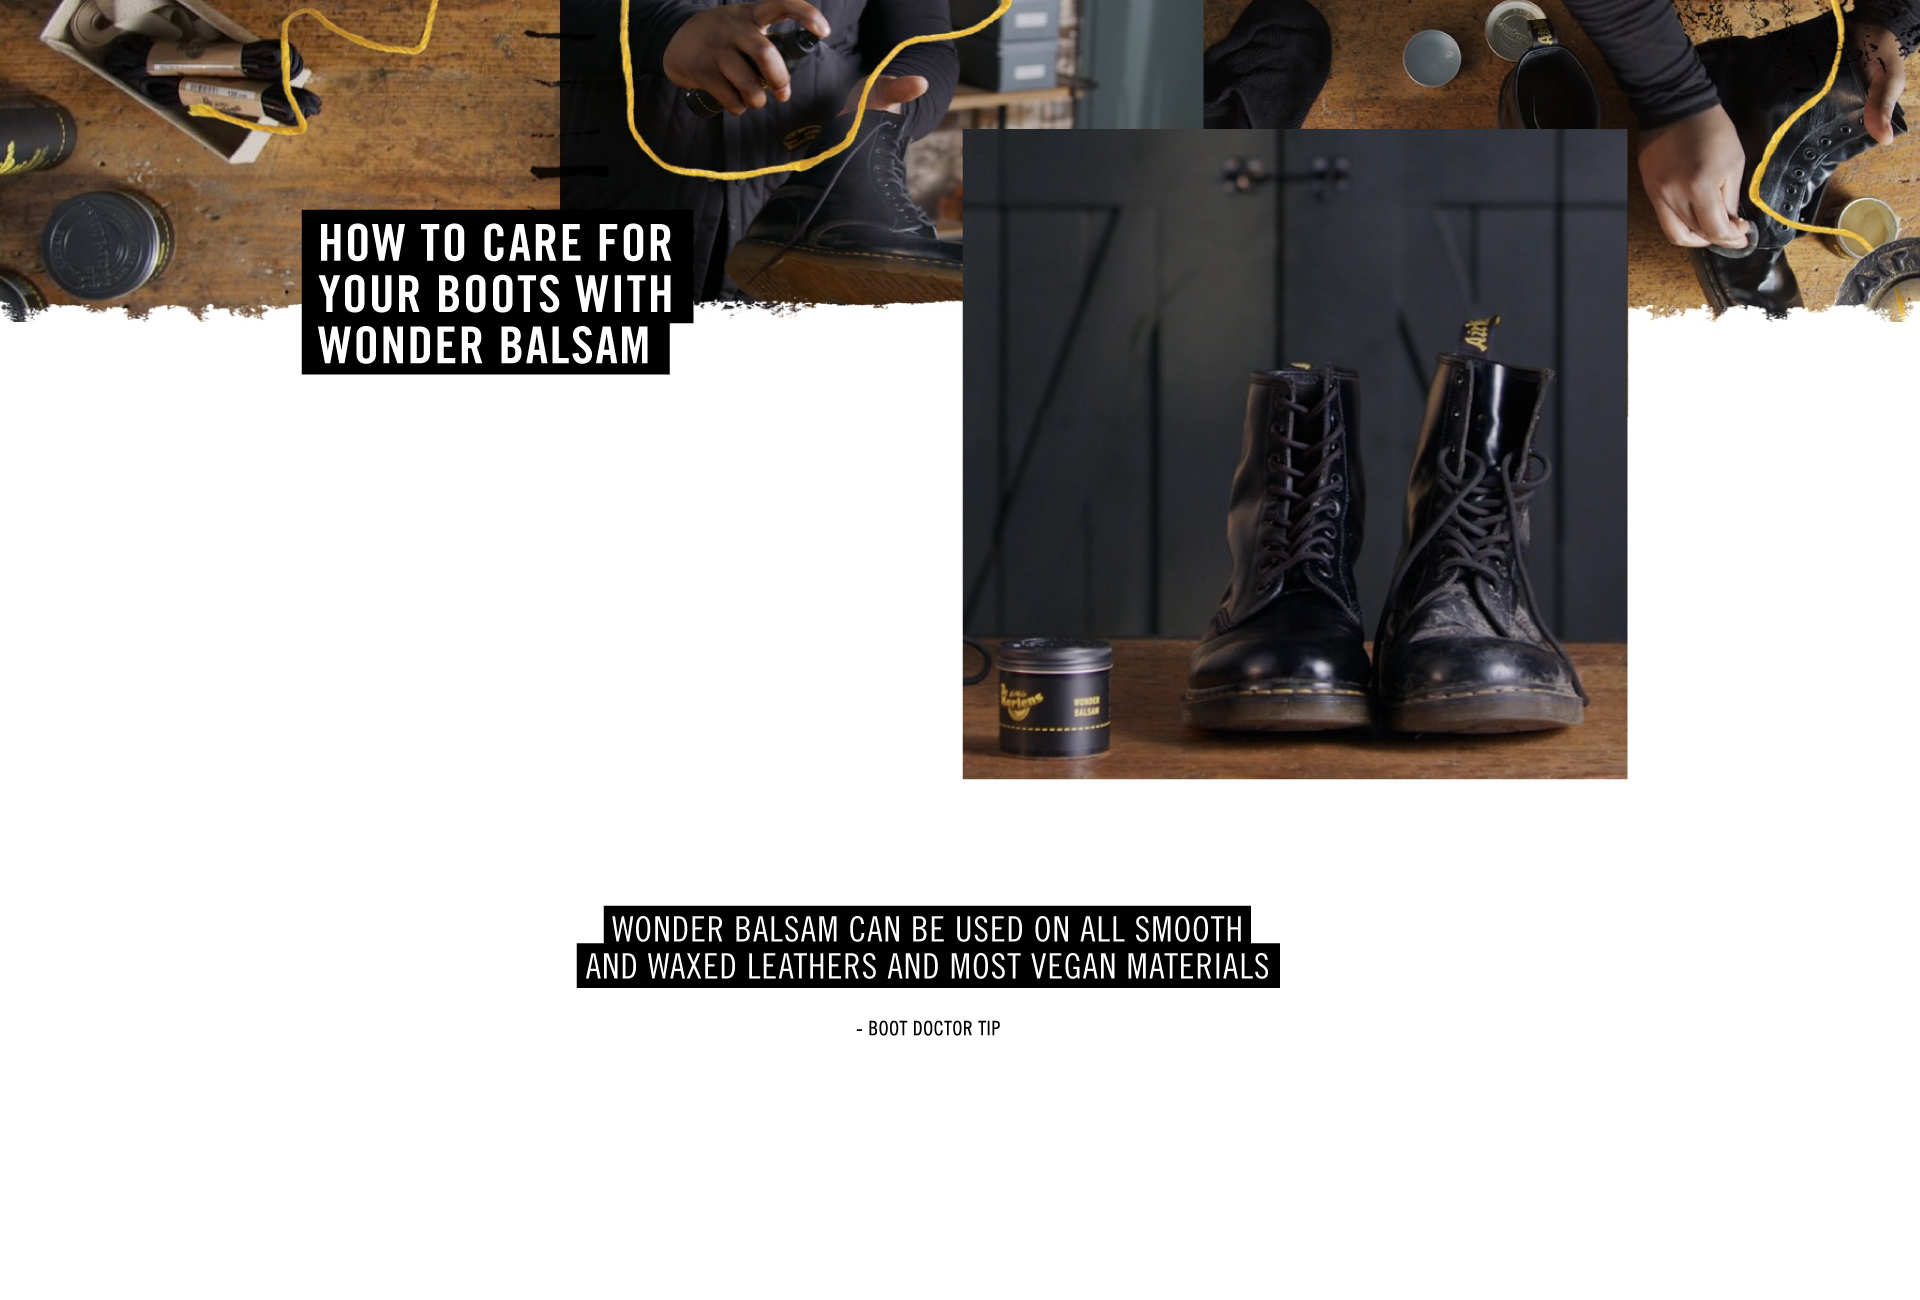 HOW TO CARE FOR
YOUR BOOTS WITH
WONDER BALSAM
Dr Martens
WONDER
BALSAM
WONDER BALSAM CAN BE USED ON ALL SMOOTH
AND WAXED LEATHERS AND MOST VEGAN MATERIALS
- BOOT DOCTOR TIP